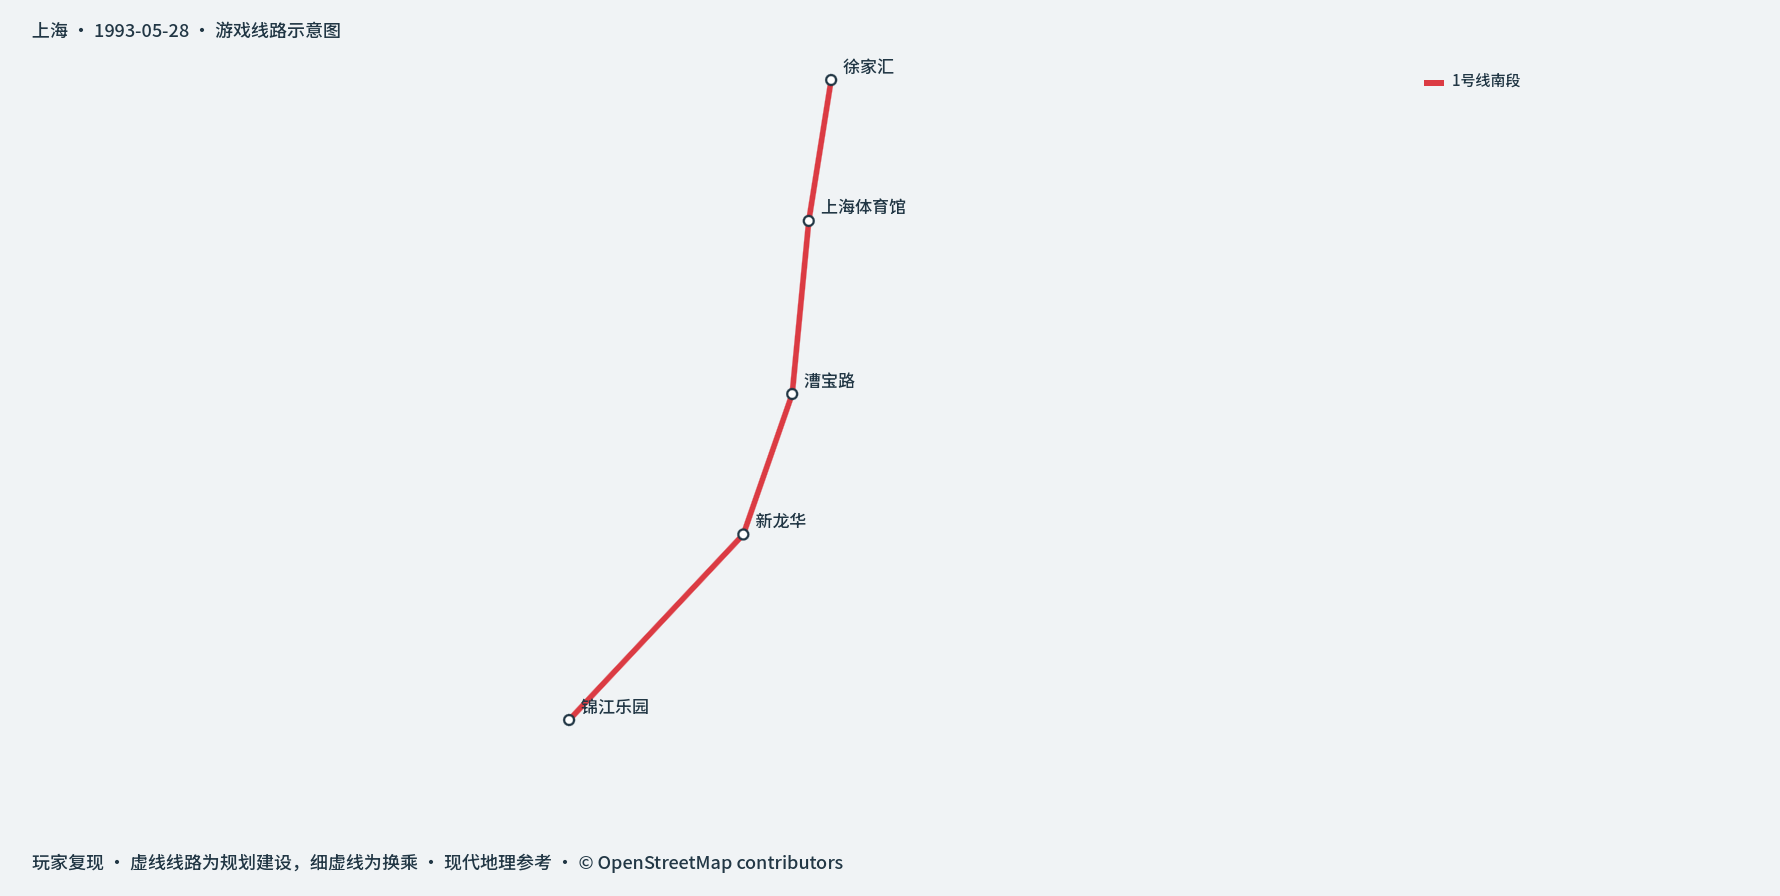 上海 · 1993-05-28 · 游戏线路示意图
徐家汇
1号线南段
上海体育馆
漕宝路
新龙华
锦江乐园
玩家复现 · 虚线线路为规划建设，细虚线为换乘 · 现代地理参考 · © OpenStreetMap contributors